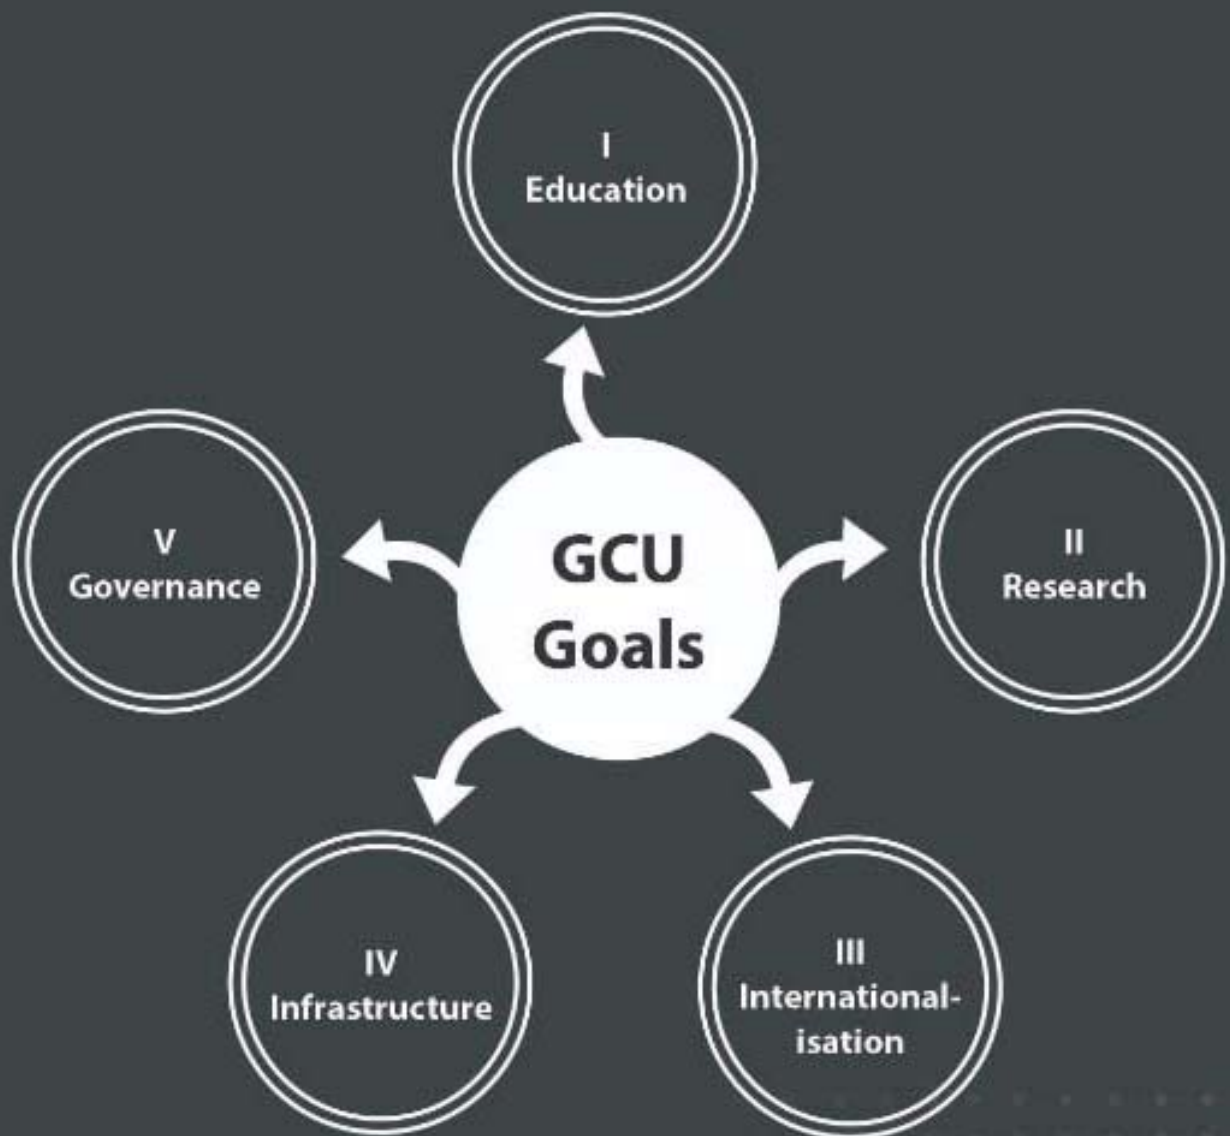 GCU
Goals
I
Education
II
Research
III
International-
isation
IV
Infrastructure
V
Governance